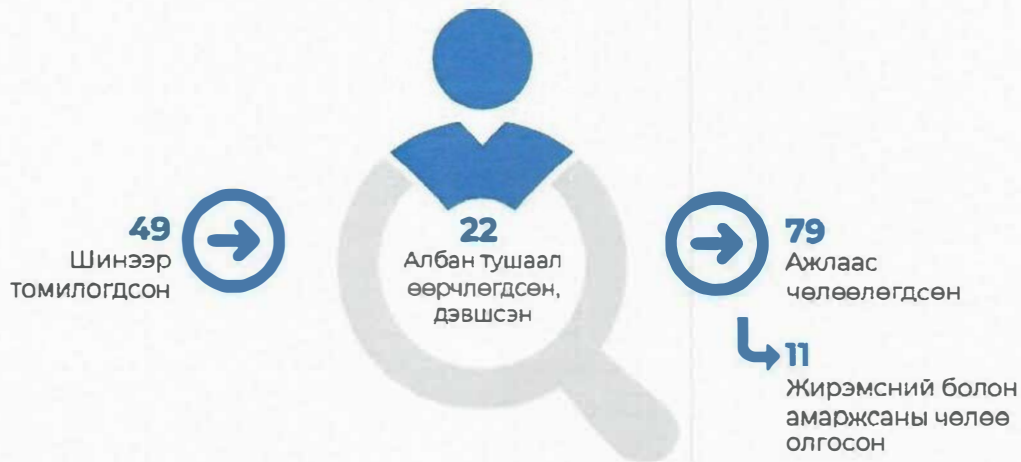 49
Шинээр
томилогдсон
22
Албан тушаал
өөрчлөгдсөн,
дэвшсэн
79
Ажлаас
чөлөөлөгдсөн
11
Жирэмсний болон
амаржсаны чөлөө
олгосон